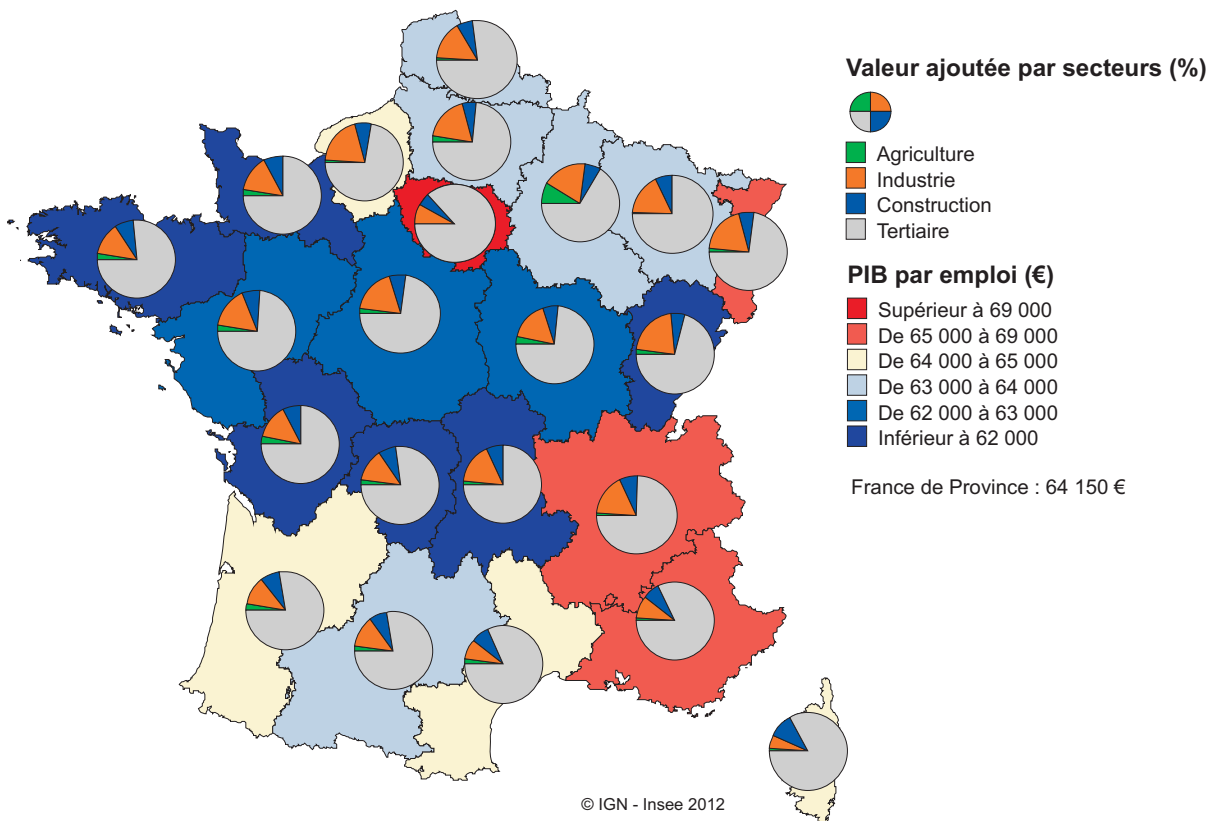 Valeur ajoutée par secteurs (%)
Agriculture
Industrie
Construction
Tertiaire
PIB par emploi (€)
Supérieur à 69 000
De 65 000 à 69 000
De 64 000 à 65 000
De 63 000 à 64 000
De 62 000 à 63 000
Inférieur à 62 000
France de Province : 64 150 €
© IGN - Insee 2012